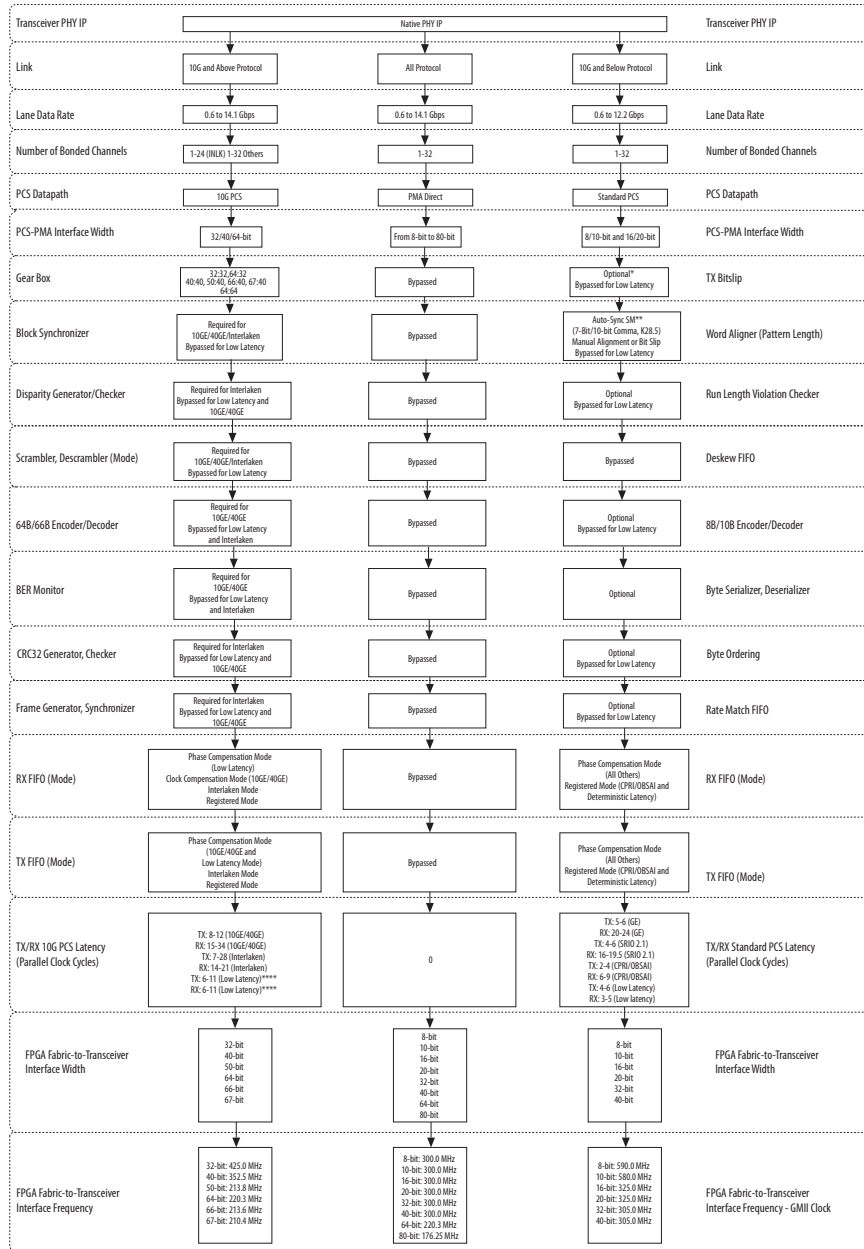 Transceiver PHY IP
Native PHY IP
Transceiver PHY IP
Link
10G and Above Protocol
All Protocol
10G and Below Protocol
Link
Lane Data Rate
0.6 to 14.1 Gbps
0.6 to 14.1 Gbps
0.6 to 12.2 Gbps
Lane Data Rate
Number of Bonded Channels
1-24 (INLK) 1-32 Others
1-32
1-32
Number of Bonded Channels
PCS Datapath
10G PCS
PMA Direct
Standard PCS
PCS Datapath
PCS-PMA Interface Width
32/40/64-bit
From 8-bit to 80-bit
8/10-bit and 16/20-bit
PCS-PMA Interface Width
Gear Box
32:32,64:32
40:40, 50:40, 66:40, 67:40
64:64
Bypassed
Optional*
Bypassed for Low Latency
TX Bitslip
Block Synchronizer
Required for
10GE/40GE/Interlaken
Bypassed for Low Latency
Bypassed
Auto-Sync SM**
(7-Bit/10-bit Comma, K28.5)
Manual Alignment or Bit Slip
Bypassed for Low Latency
Word Aligner (Pattern Length)
Disparity Generator/Checker
Required for Interlaken
Bypassed for Low Latency and
10GE/40GE
Bypassed
Optional
Bypassed for Low Latency
Run Length Violation Checker
Scrambler, Descrambler (Mode)
Required for
10GE/40GE/Interlaken
Bypassed for Low Latency
Bypassed
Bypassed
Deskew FIFO
64B/66B Encoder/Decoder
Required for
10GE/40GE
Bypassed for Low Latency
and Interlaken
Bypassed
Optional
Bypassed for Low Latency
8B/10B Encoder/Decoder
BER Monitor
Required for
10GE/40GE
Bypassed for Low Latency
and Interlaken
Bypassed
Optional
Byte Serializer, Deserializer
CRC32 Generator, Checker
Required for Interlaken
Bypassed for Low Latency and
10GE/40GE
Bypassed
Optional
Bypassed for Low Latency
Byte Ordering
Frame Generator, Synchronizer
Required for Interlaken
Bypassed for Low Latency and
10GE/40GE
Bypassed
Optional
Bypassed for Low Latency
Rate Match FIFO
RX FIFO (Mode)
Phase Compensation Mode
(Low Latency)
Clock Compensation Mode (10GE/40GE)
Interlaken Mode
Registered Mode
Bypassed
Phase Compensation Mode
(All Others)
Registered Mode (CPRI/OBSAI and
Deterministic Latency)
RX FIFO (Mode)
TX FIFO (Mode)
Phase Compensation Mode
(10GE/40GE and
Low Latency Mode)
Interlaken Mode
Registered Mode
Bypassed
Phase Compensation Mode
(All Others)
Registered Mode (CPRI/OBSAI and
Deterministic Latency)
TX FIFO (Mode)
TX/RX 10G PCS Latency
(Parallel Clock Cycles)
TX: 8-12 (10GE/40GE)
RX: 15-34 (10GE/40GE)
TX: 7-28 (Interlaken)
RX: 14-21 (Interlaken)
TX: 6-11 (Low Latency)****
RX: 6-11 (Low Latency)****
0
TX: 5-6 (GE)
RX: 20-24 (GE)
TX: 4-6 (SRIO 2.1)
RX: 16-19.5 (SRIO 2.1)
TX: 2-4 (CPRI/OBSAI)
RX: 6-9 (CPRI/OBSAI)
TX: 4-6 (Low Latency)
RX: 3-5 (Low latency)
TX/RX Standard PCS Latency
(Parallel Clock Cycles)
FPGA Fabric-to-Transceiver
Interface Width
32-bit
40-bit
50-bit
64-bit
66-bit
67-bit
8-bit
10-bit
16-bit
20-bit
32-bit
40-bit
64-bit
80-bit
8-bit
10-bit
16-bit
20-bit
32-bit
40-bit
FPGA Fabric-to-Transceiver
Interface Width
FPGA Fabric-to-Transceiver
Interface Frequency
32-bit: 425.0 MHz
40-bit: 352.5 MHz
50-bit: 213.8 MHz
64-bit: 220.3 MHz
66-bit: 213.6 MHz
67-bit: 210.4 MHz
8-bit: 300.0 MHz
10-bit: 300.0 MHz
16-bit: 300.0 MHz
20-bit: 300.0 MHz
32-bit: 300.0 MHz
40-bit: 300.0 MHz
64-bit: 220.3 MHz
80-bit: 176.25 MHz
8-bit: 590.0 MHz
10-bit: 580.0 MHz
16-bit: 325.0 MHz
20-bit: 325.0 MHz
32-bit: 305.0 MHz
40-bit: 305.0 MHz
FPGA Fabric-to-Transceiver
Interface Frequency - GMII Clock